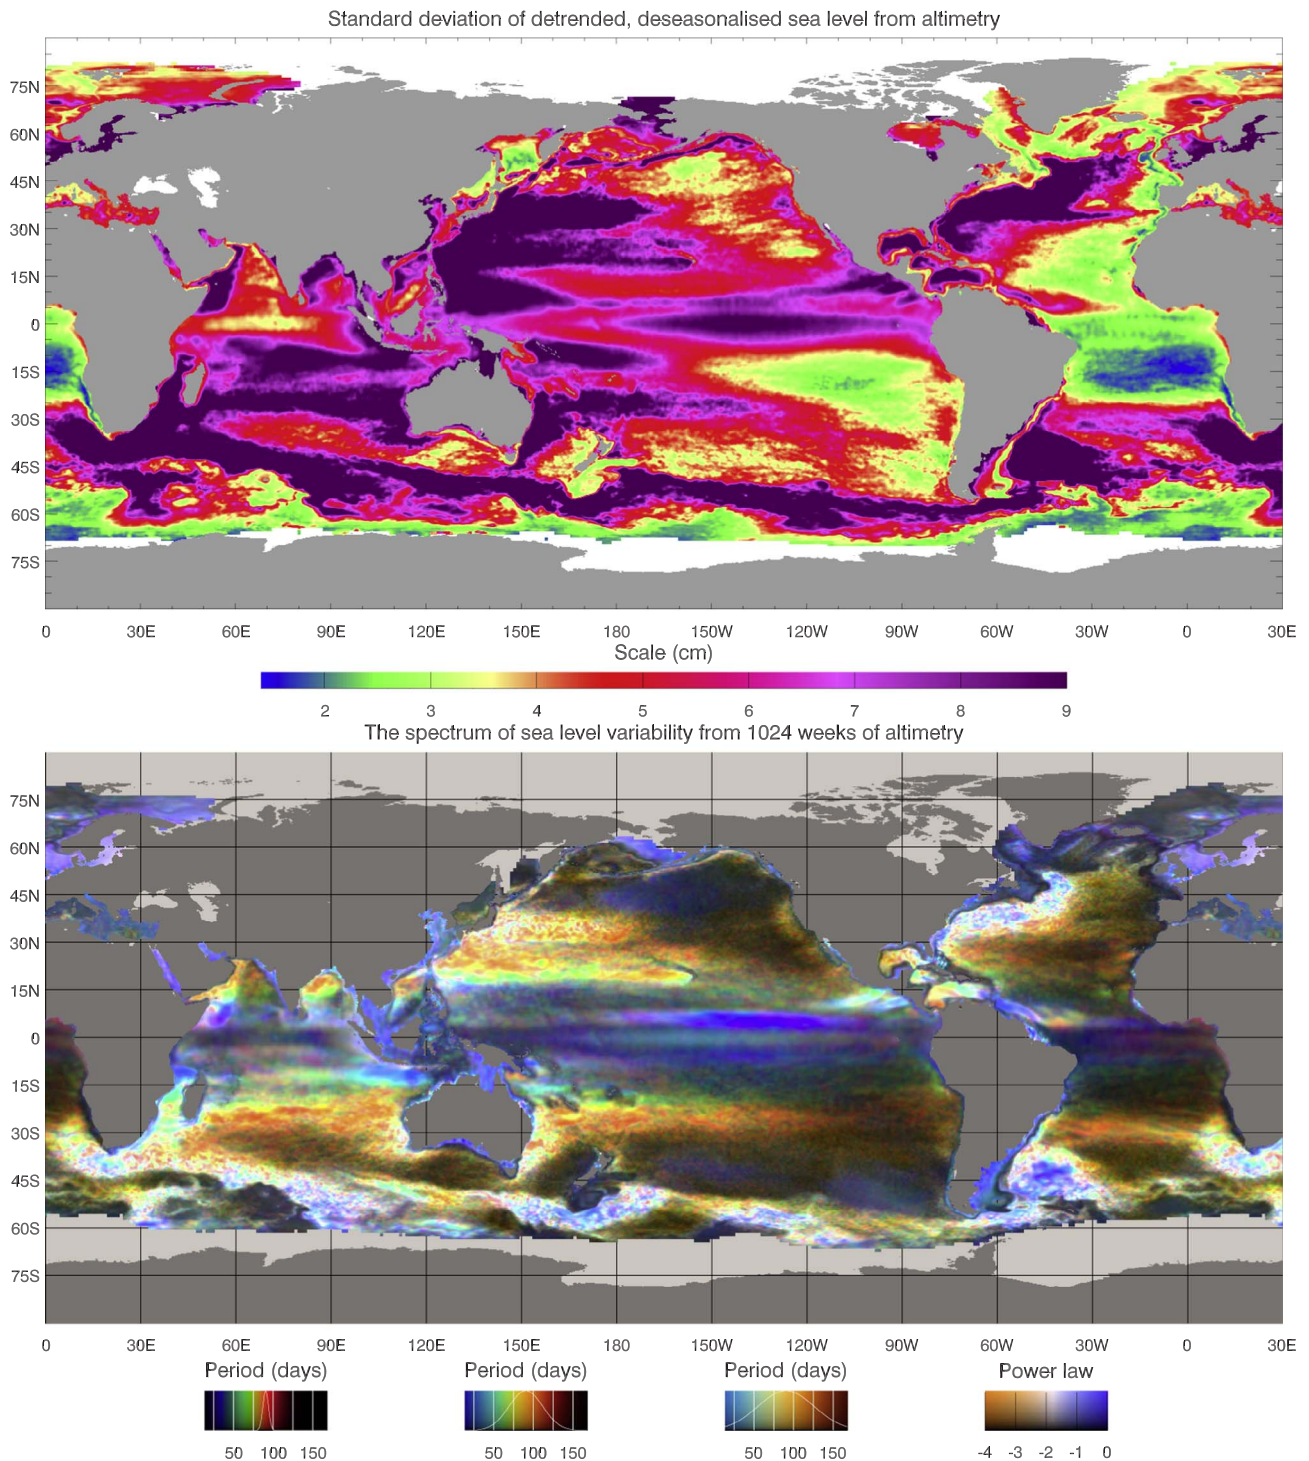 Standard deviation of detrended, deseasonalised sea level from altimetry
75N
60N
45N
30N
15N
0
15S
30S
45S
60S
75S
0 30E 60E 90E 120E 150E 180 150W 120W 90W 60W 30W 0 30E
Scale (cm)
2 3 4 5 6 7 8 9
The spectrum of sea level variability from 1024 weeks of altimetry
75N
60N
45N
30N
15N
0
15S
30S
45S
60S
75S
0 30E 60E 90E 120E 150E 180 150W 120W 90W 60W 30W 0 30E
Period (days) Period (days) Period (days) Power law
50 100 150 50 100 150 50 100 150 -4 -3 -2 -1 0